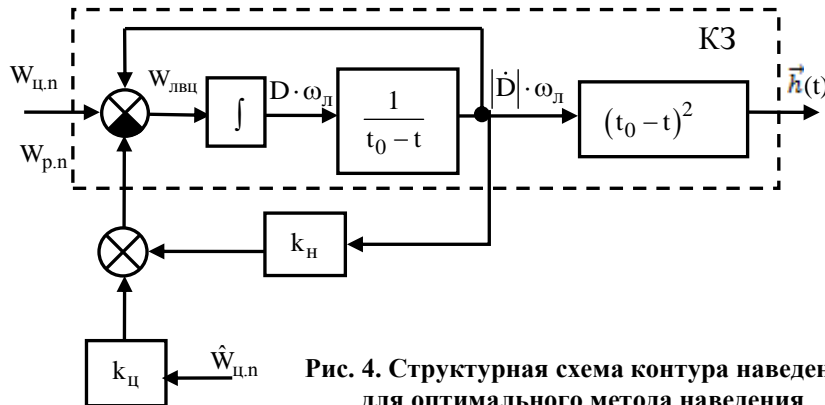 КЗ
W_ц.n
W_лвц
∫
D·ω_л
1
t_0 − t
|Ḋ|·ω_л
(t_0 − t)^2
h⃗(t)
W_р.n
k_н
k_ц
Ŵ_ц.n
Рис. 4. Структурная схема контура наведен
для оптимального метода наведения